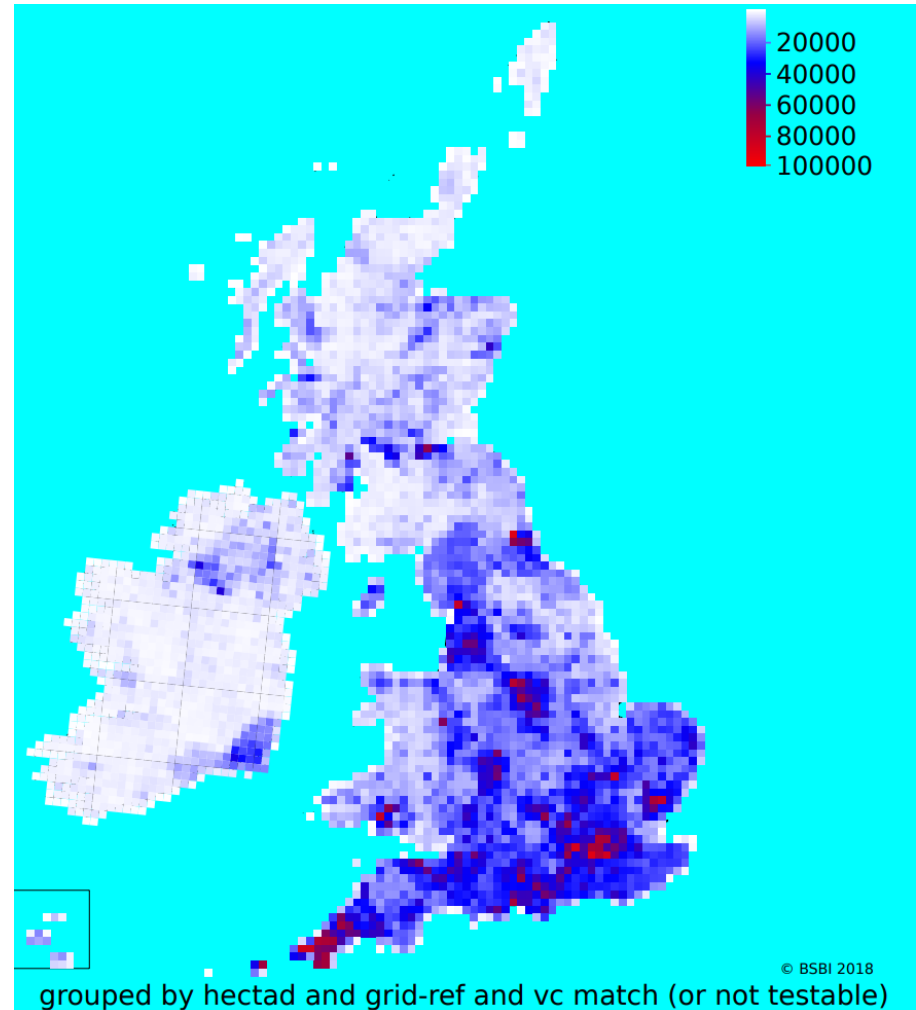 20000
40000
60000
80000
100000
© BSBI 2018
grouped by hectad and grid-ref and vc match (or not testable)